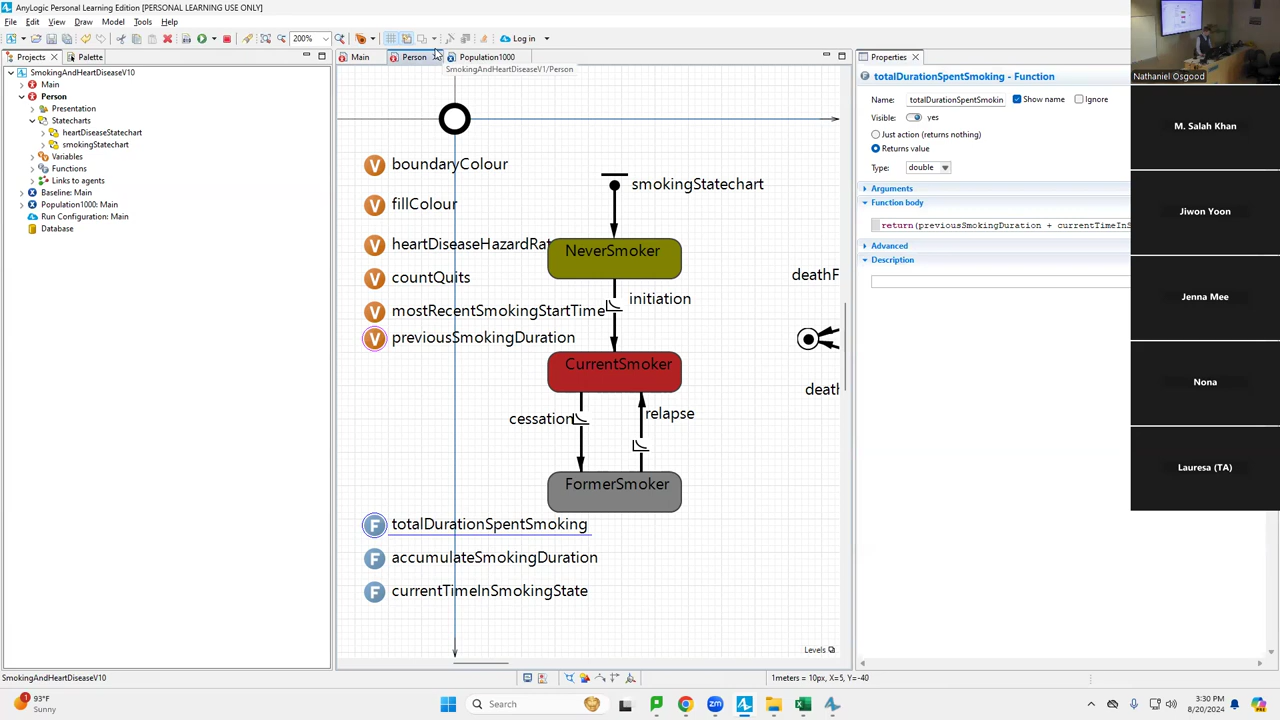 AnyLogic Personal Learning Edition [PERSONAL LEARNING USE ONLY]
File Edit View Draw Model Tools Help
200%
Log in
Projects
Palette
Main
Person
Population1000
Properties
SmokingAndHeartDiseaseV1/Person
SmokingAndHeartDiseaseV10
Main
Person
Presentation
Statecharts
heartDiseaseStatechart
smokingStatechart
Variables
Functions
Links to agents
Baseline: Main
Population1000: Main
Run Configuration: Main
Database
boundaryColour
fillColour
heartDiseaseHazardRat
countQuits
mostRecentSmokingStartTime
previousSmokingDuration
smokingStatechart
NeverSmoker
initiation
CurrentSmoker
cessation
relapse
FormerSmoker
deathF
death
totalDurationSpentSmoking
accumulateSmokingDuration
currentTimeInSmokingState
Levels
totalDurationSpentSmoking - Function
Name: totalDurationSpentSmokin Show name Ignore
Visible: yes
Just action (returns nothing)
Returns value
Type: double
Arguments
Function body
return(previousSmokingDuration + currentTimeInS
Advanced
Description
Nathaniel Osgood
M. Salah Khan
Jiwon Yoon
Jenna Mee
Nona
Lauresa (TA)
SmokingAndHeartDiseaseV10
1meters = 10px, X=5, Y=-40
1
93°F
Sunny
Search
3:30 PM
8/20/2024